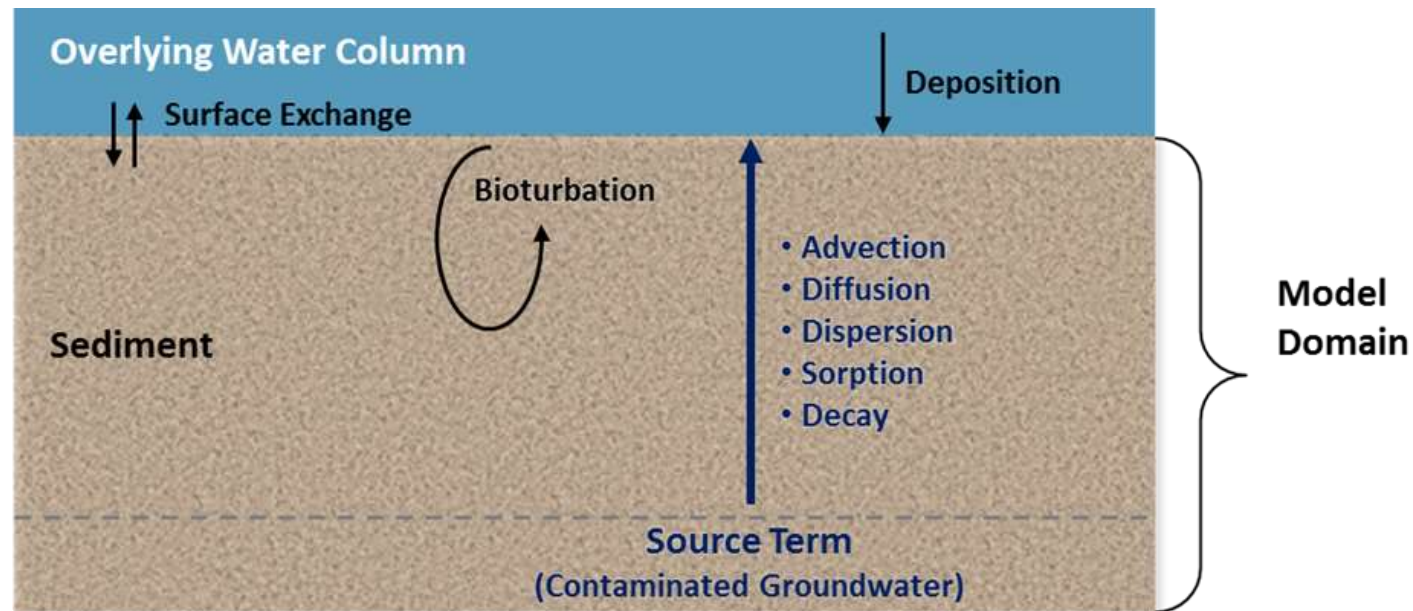 Overlying Water Column
Deposition
Surface Exchange
Bioturbation
• Advection
• Diffusion
• Dispersion
• Sorption
• Decay
Sediment
Model
Domain
Source Term
(Contaminated Groundwater)